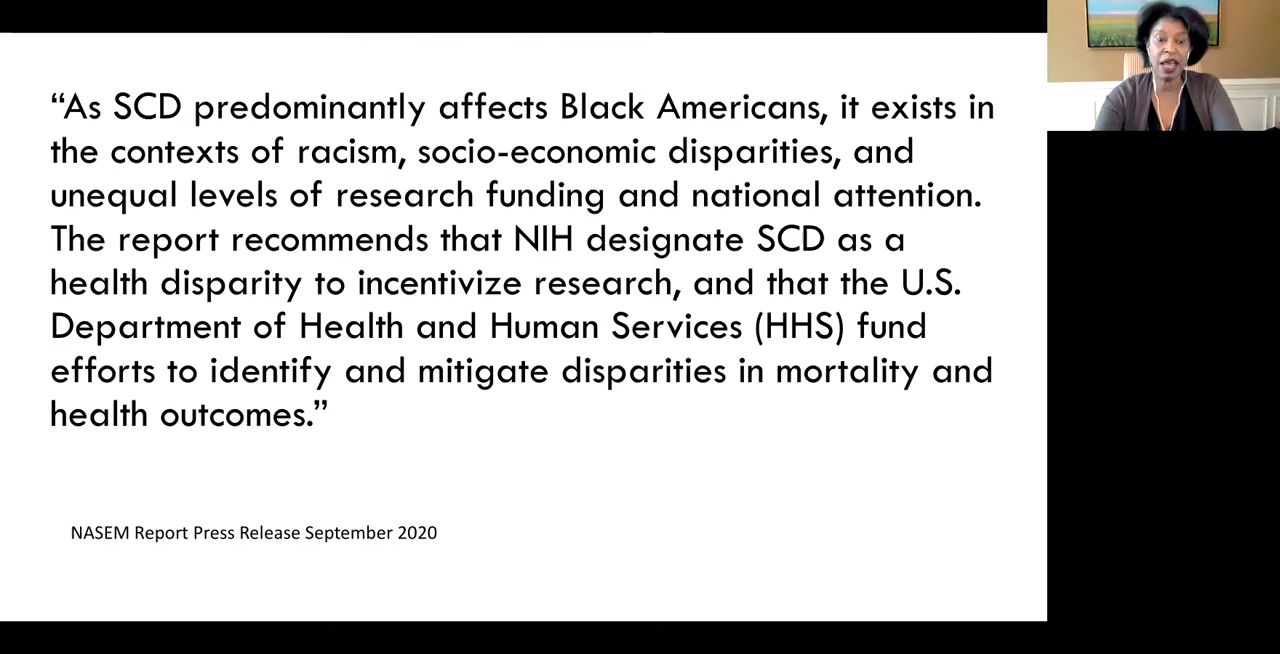 “As SCD predominantly affects Black Americans, it exists in
the contexts of racism, socio-economic disparities, and
unequal levels of research funding and national attention.
The report recommends that NIH designate SCD as a
health disparity to incentivize research, and that the U.S.
Department of Health and Human Services (HHS) fund
efforts to identify and mitigate disparities in mortality and
health outcomes.”
NASEM Report Press Release September 2020